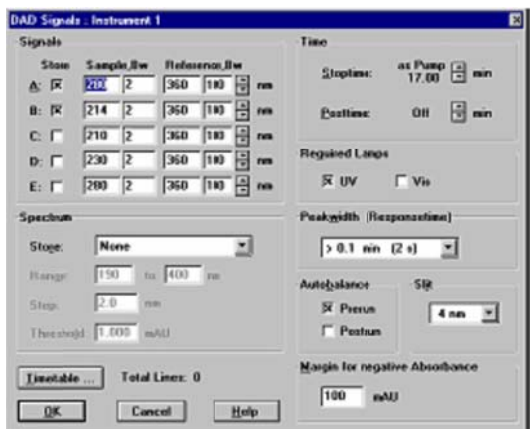 DAD Signals : Instrument 1
Signals
Store Sample,Bw Reference,Bw
A: 280 2 360 100 nm
B: 214 2 360 100 nm
C: 210 2 360 100 nm
D: 230 2 360 100 nm
E: 280 2 360 100 nm
Spectrum
Store: None
Range: 190 to 400 nm
Step: 2.0 nm
Threshold: 1.000 mAU
Timetable ... Total Lines: 0
OK Cancel Help
Time
Stoptime: as Pump 17.00 min
Posttime: Off min
Required Lamps
UV Vis
Peakwidth (Responsetime)
> 0.1 min (2 s)
Autobalance
Prerun
Postrun
Slit
4 nm
Margin for negative Absorbance
100 mAU